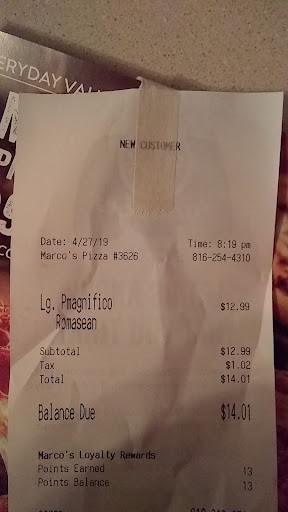 ERYDAY VALU
NEW CUSTOMER
Date: 4/27/19 Time: 8:19 pm
Marco's Pizza #3626 816-254-4310
Lg. Pmagnifico $12.99
Romasean
Subtotal $12.99
Tax $1.02
Total $14.01
Balance Due $14.01
Marco's Loyalty Rewards
Points Earned 13
Points Balance 13